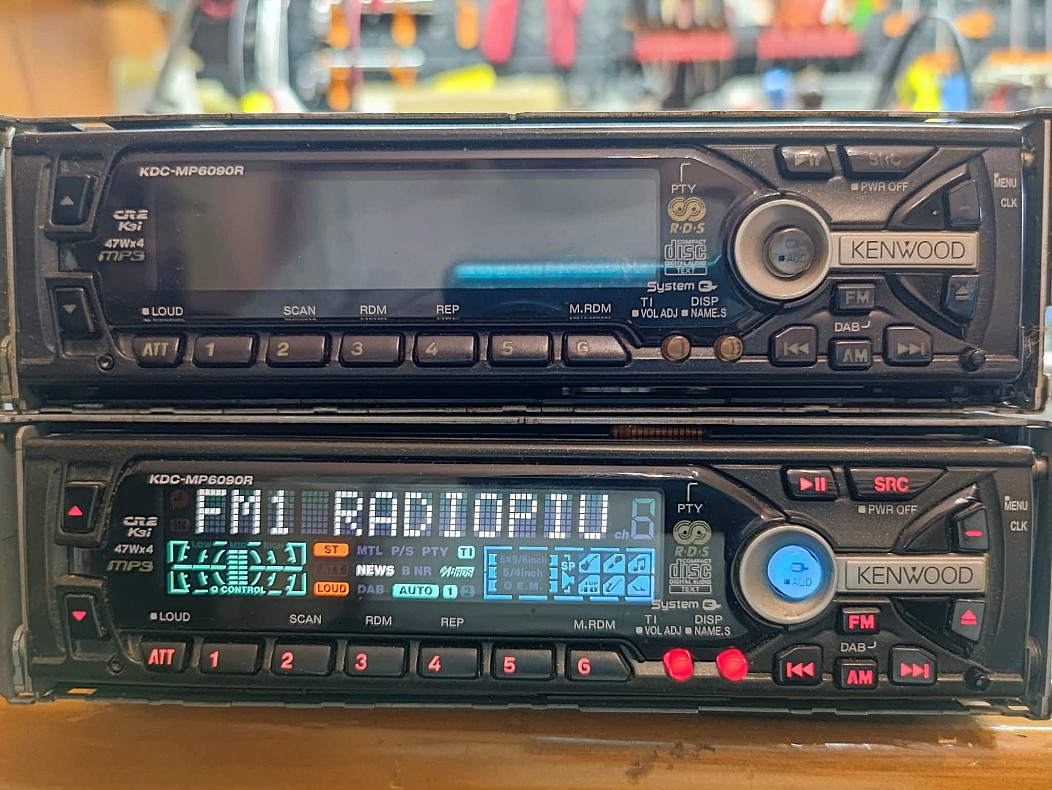 KDC-MP6090R
CR2
K3i
47Wx4
MP3
LOUD
SCAN
RDM
REP
M.RDM
ATT
1
2
3
4
5
6
PTY
R·D·S
COMPACT
disc
DIGITAL AUDIO
TEXT
System Q
TI
VOL ADJ
DISP
NAME.S
SRC
PWR OFF
MENU
CLK
AUD
KENWOOD
FM
DAB
AM
KDC-MP6090R
CR2
K3i
47Wx4
MP3
FM1 RADIOPIU
ch 6
ST MTL P/S PTY TI
ATT NEWS B NR
LOUD DAB AUTO 1 2
Q CONTROL
6×9/6inch
5/4inch
O E.M.
SP
LOUD
SCAN
RDM
REP
M.RDM
ATT
1
2
3
4
5
6
PTY
R·D·S
COMPACT
disc
DIGITAL AUDIO
TEXT
System Q
TI
VOL ADJ
DISP
NAME.S
SRC
PWR OFF
MENU
CLK
AUD
KENWOOD
FM
DAB
AM